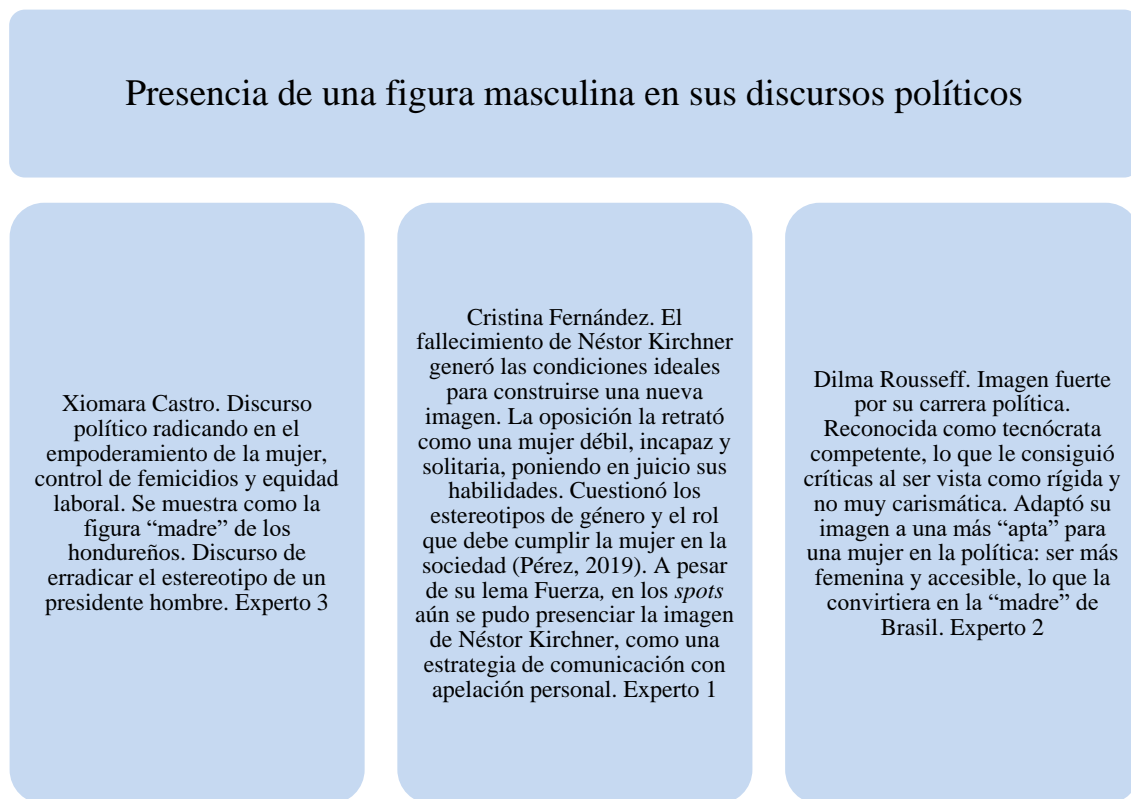 Presencia de una figura masculina en sus discursos políticos
Xiomara Castro. Discurso
político radicando en el
empoderamiento de la mujer,
control de femicidios y equidad
laboral. Se muestra como la
figura “madre” de los
hondureños. Discurso de
erradicar el estereotipo de un
presidente hombre. Experto 3
Cristina Fernández. El
fallecimiento de Néstor Kirchner
generó las condiciones ideales
para construirse una nueva
imagen. La oposición la retrató
como una mujer débil, incapaz y
solitaria, poniendo en juicio sus
habilidades. Cuestionó los
estereotipos de género y el rol
que debe cumplir la mujer en la
sociedad (Pérez, 2019). A pesar
de su lema Fuerza, en los spots
aún se pudo presenciar la imagen
de Néstor Kirchner, como una
estrategia de comunicación con
apelación personal. Experto 1
Dilma Rousseff. Imagen fuerte
por su carrera política.
Reconocida como tecnócrata
competente, lo que le consiguió
críticas al ser vista como rígida y
no muy carismática. Adaptó su
imagen a una más “apta” para
una mujer en la política: ser más
femenina y accesible, lo que la
convirtiera en la “madre” de
Brasil. Experto 2